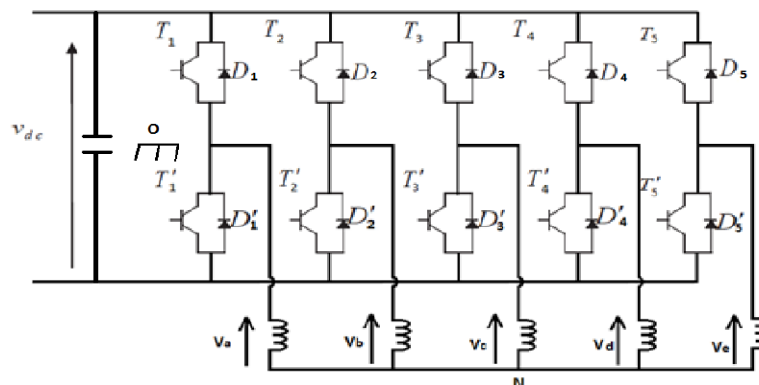 T1 T2 T3 T4 T5
D1 D2 D3 D4 D5
vdc
O
T'1 T'2 T'3 T'4 T'5
D'1 D'2 D'3 D'4 D'5
Va Vb Vc Vd Ve
N